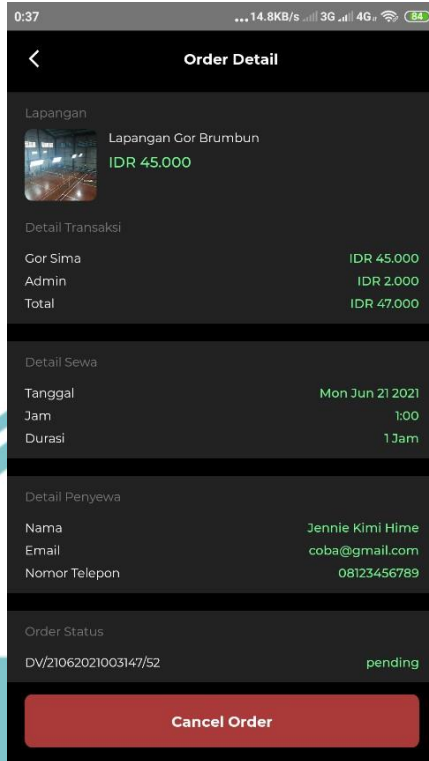 0:37 ...14.8KB/s 3G 4G 84
Order Detail
Lapangan
Lapangan Gor Brumbun
IDR 45.000
Detail Transaksi
Gor Sima IDR 45.000
Admin IDR 2.000
Total IDR 47.000
Detail Sewa
Tanggal Mon Jun 21 2021
Jam 1:00
Durasi 1 Jam
Detail Penyewa
Nama Jennie Kimi Hime
Email coba@gmail.com
Nomor Telepon 08123456789
Order Status
DV/21062021003147/52 pending
Cancel Order